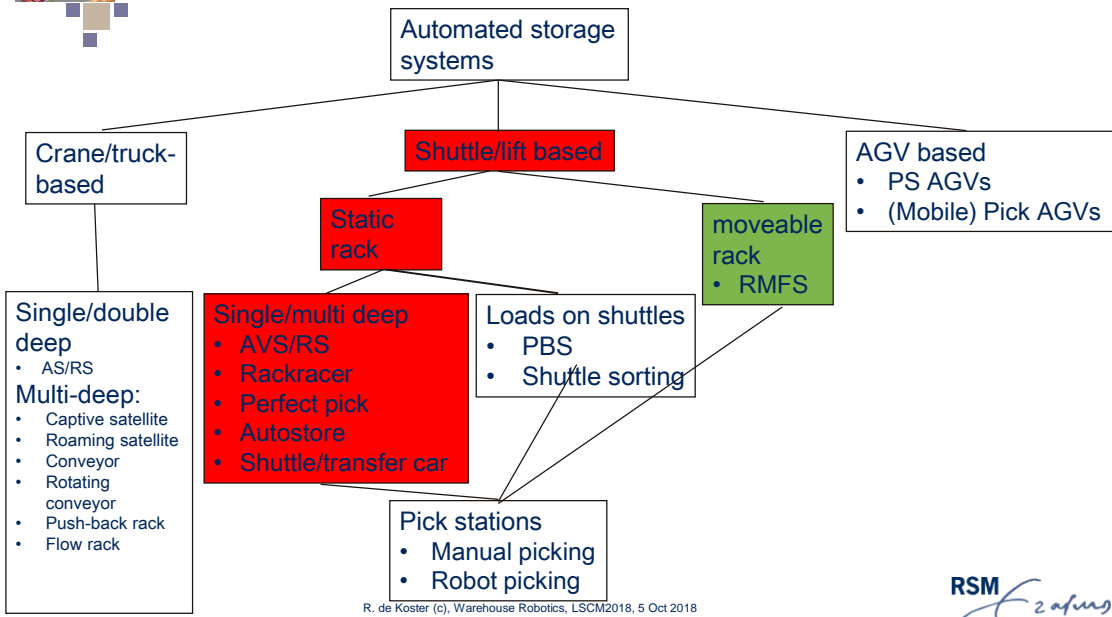 Automated storage
systems
Crane/truck-
based
Shuttle/lift based
AGV based
• PS AGVs
• (Mobile) Pick AGVs
Static
rack
moveable
rack
• RMFS
Single/double
deep
• AS/RS
Multi-deep:
• Captive satellite
• Roaming satellite
• Conveyor
• Rotating
conveyor
• Push-back rack
• Flow rack
Single/multi deep
• AVS/RS
• Rackracer
• Perfect pick
• Autostore
• Shuttle/transfer car
Loads on shuttles
• PBS
• Shuttle sorting
Pick stations
• Manual picking
• Robot picking
R. de Koster (c), Warehouse Robotics, LSCM2018, 5 Oct 2018
RSM